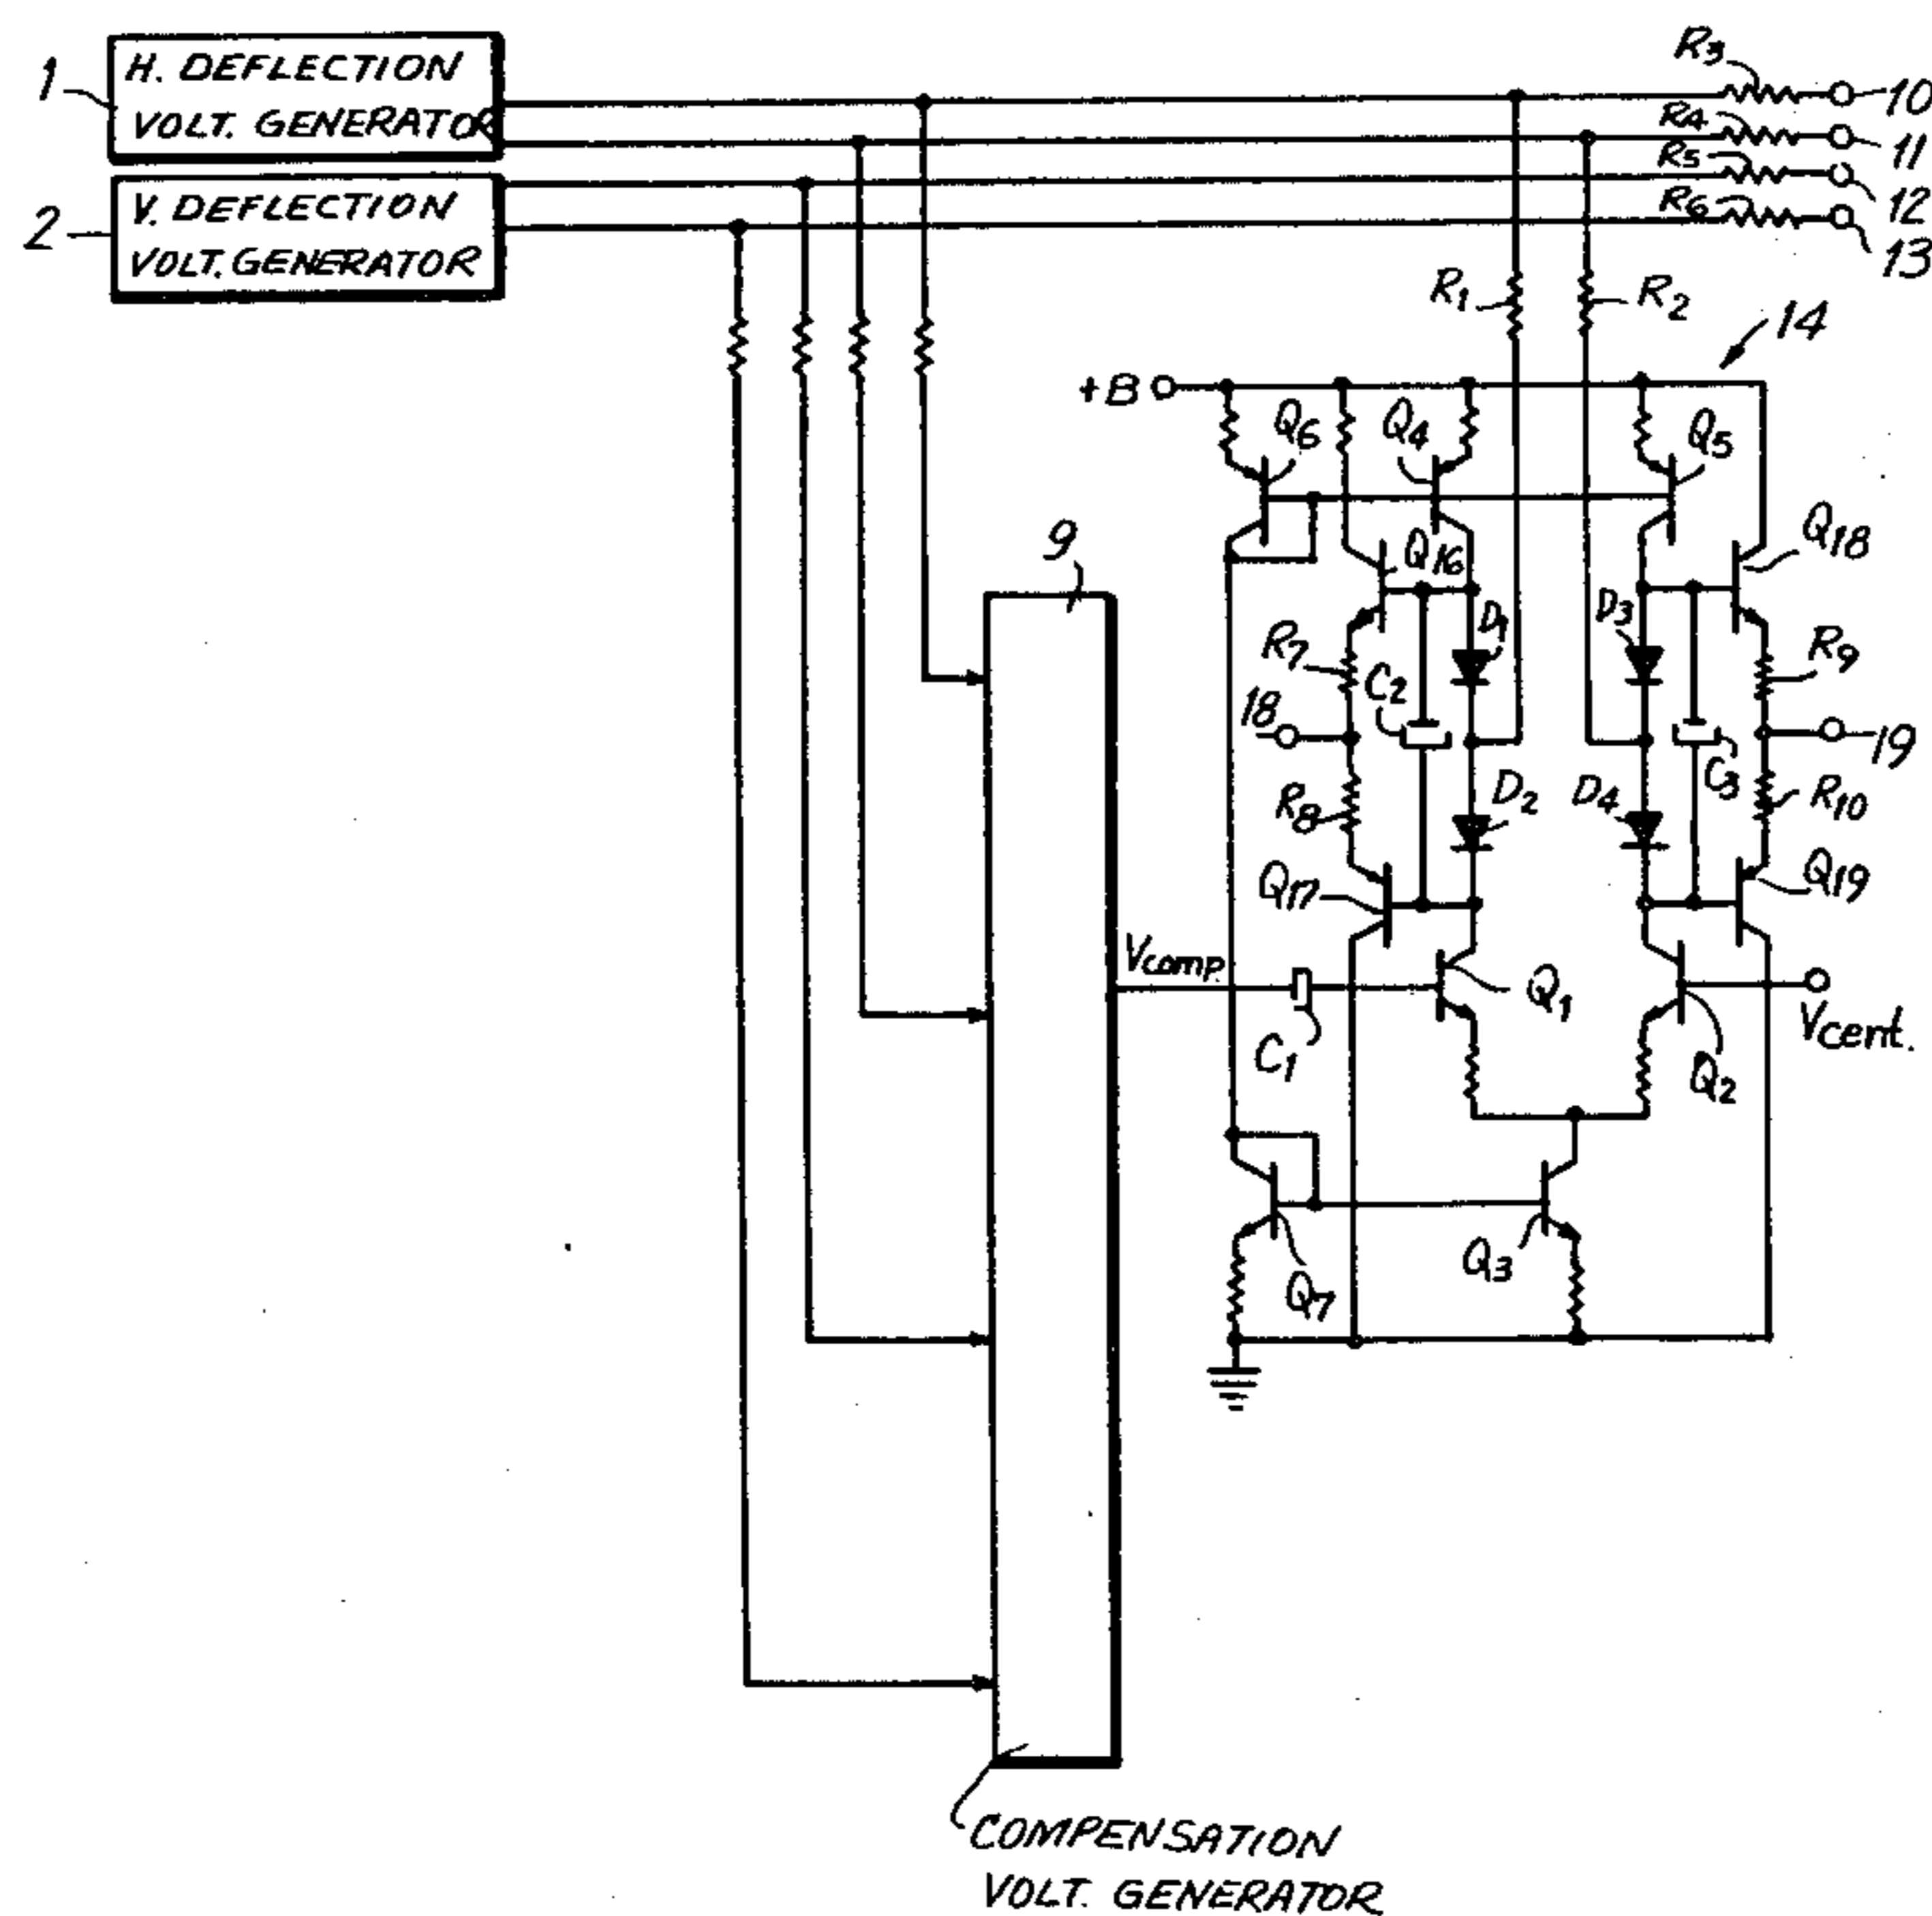 1
H. DEFLECTION
VOLT. GENERATOR
2
V. DEFLECTION
VOLT. GENERATOR
R3
10
R4
11
R5
12
R6
13
R1
R2
14
+B
Q6
Q4
Q5
Q16
Q18
9
D1
D3
R7
C2
R9
18
19
C3
R8
D2
D4
R10
Q17
Q19
Vcomp.
C1
Q1
Vcent.
Q2
Q7
Q3
COMPENSATION
VOLT. GENERATOR